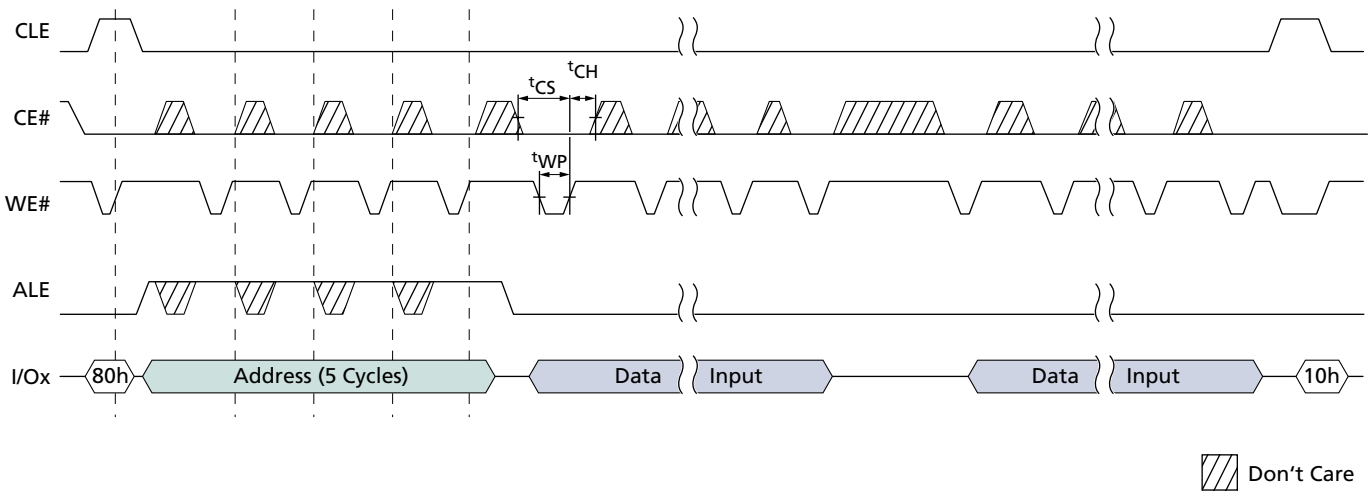 CLE
tCS
tCH
CE#
tWP
WE#
ALE
I/Ox
80h
Address (5 Cycles)
Data
Input
Data
Input
10h
Don't Care